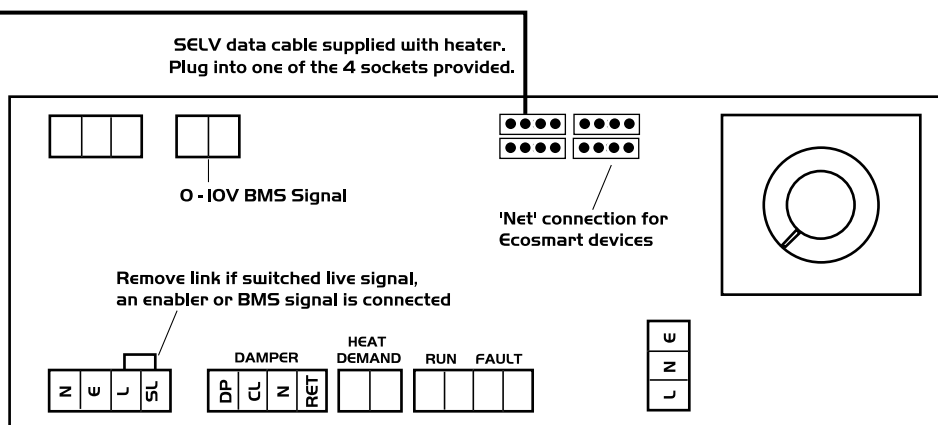 SELV data cable supplied with heater.
Plug into one of the 4 sockets provided.
0 - 10V BMS Signal
'Net' connection for
Ecosmart devices
Remove link if switched live signal,
an enabler or BMS signal is connected
N E L SL
DAMPER
DP CL N RET
HEAT
DEMAND
RUN FAULT
L N E